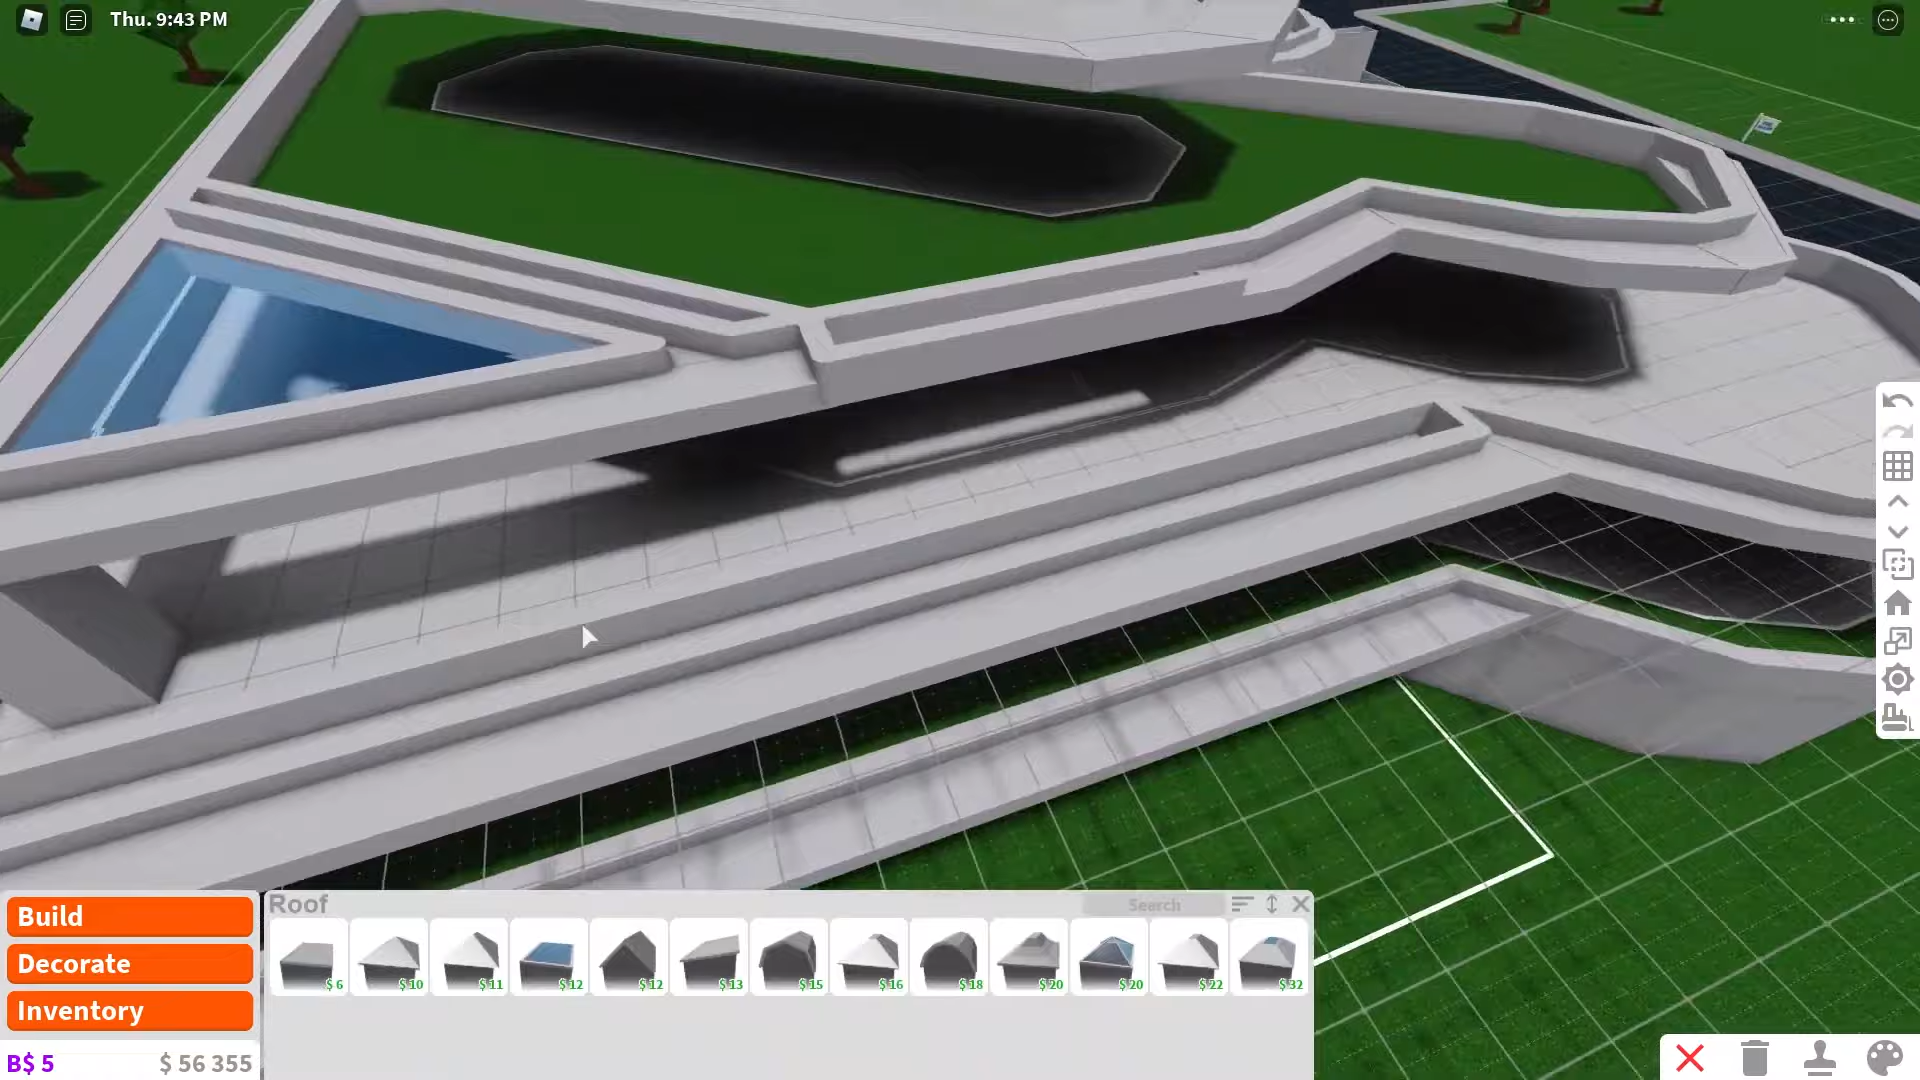 Thu. 9:43 PM
Roof
Search
Build
Decorate
Inventory
$ 6
$ 10
$ 11
$ 12
$ 12
$ 13
$ 15
$ 16
$ 18
$ 20
$ 20
$ 22
$ 32
B$ 5
$ 56 355